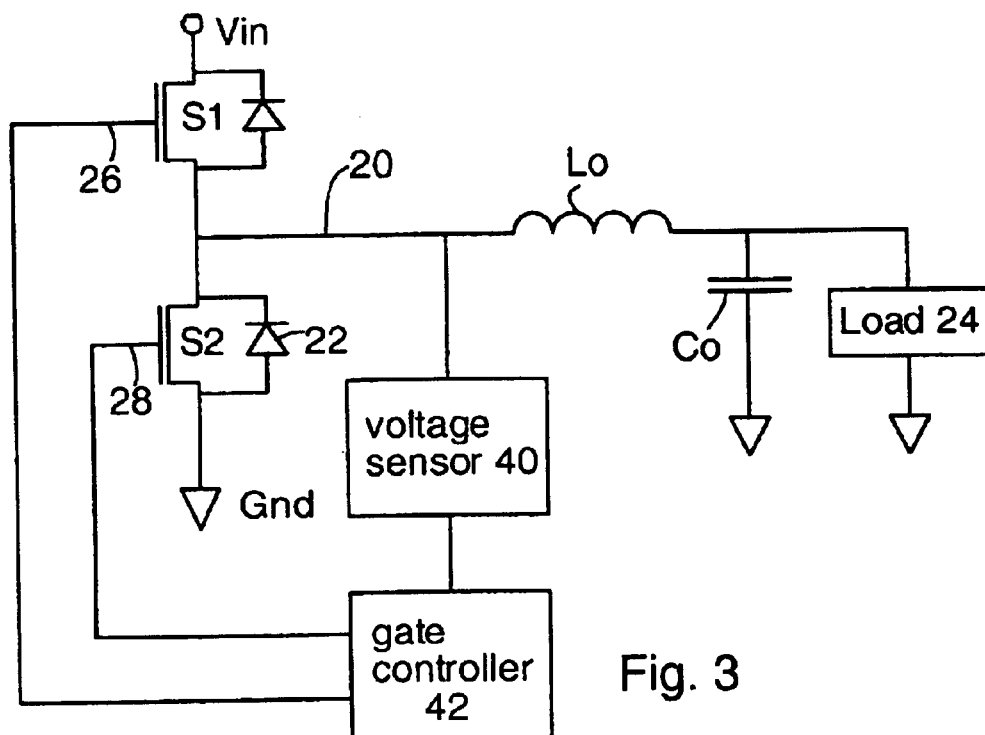 Vin
S1
26
20
Lo
S2
22
28
Co
Load 24
voltage
sensor 40
Gnd
gate
controller
42
Fig. 3